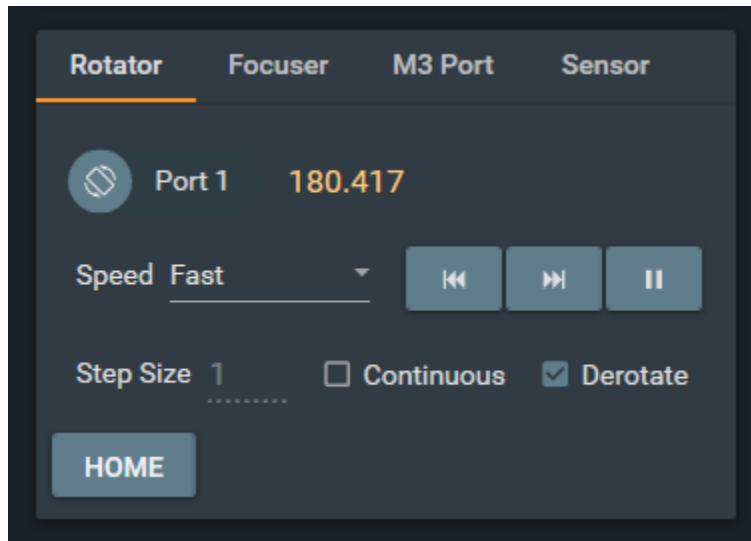 Rotator Focuser M3 Port Sensor
Port 1 180.417
Speed Fast
Step Size 1 Continuous Derotate
HOME